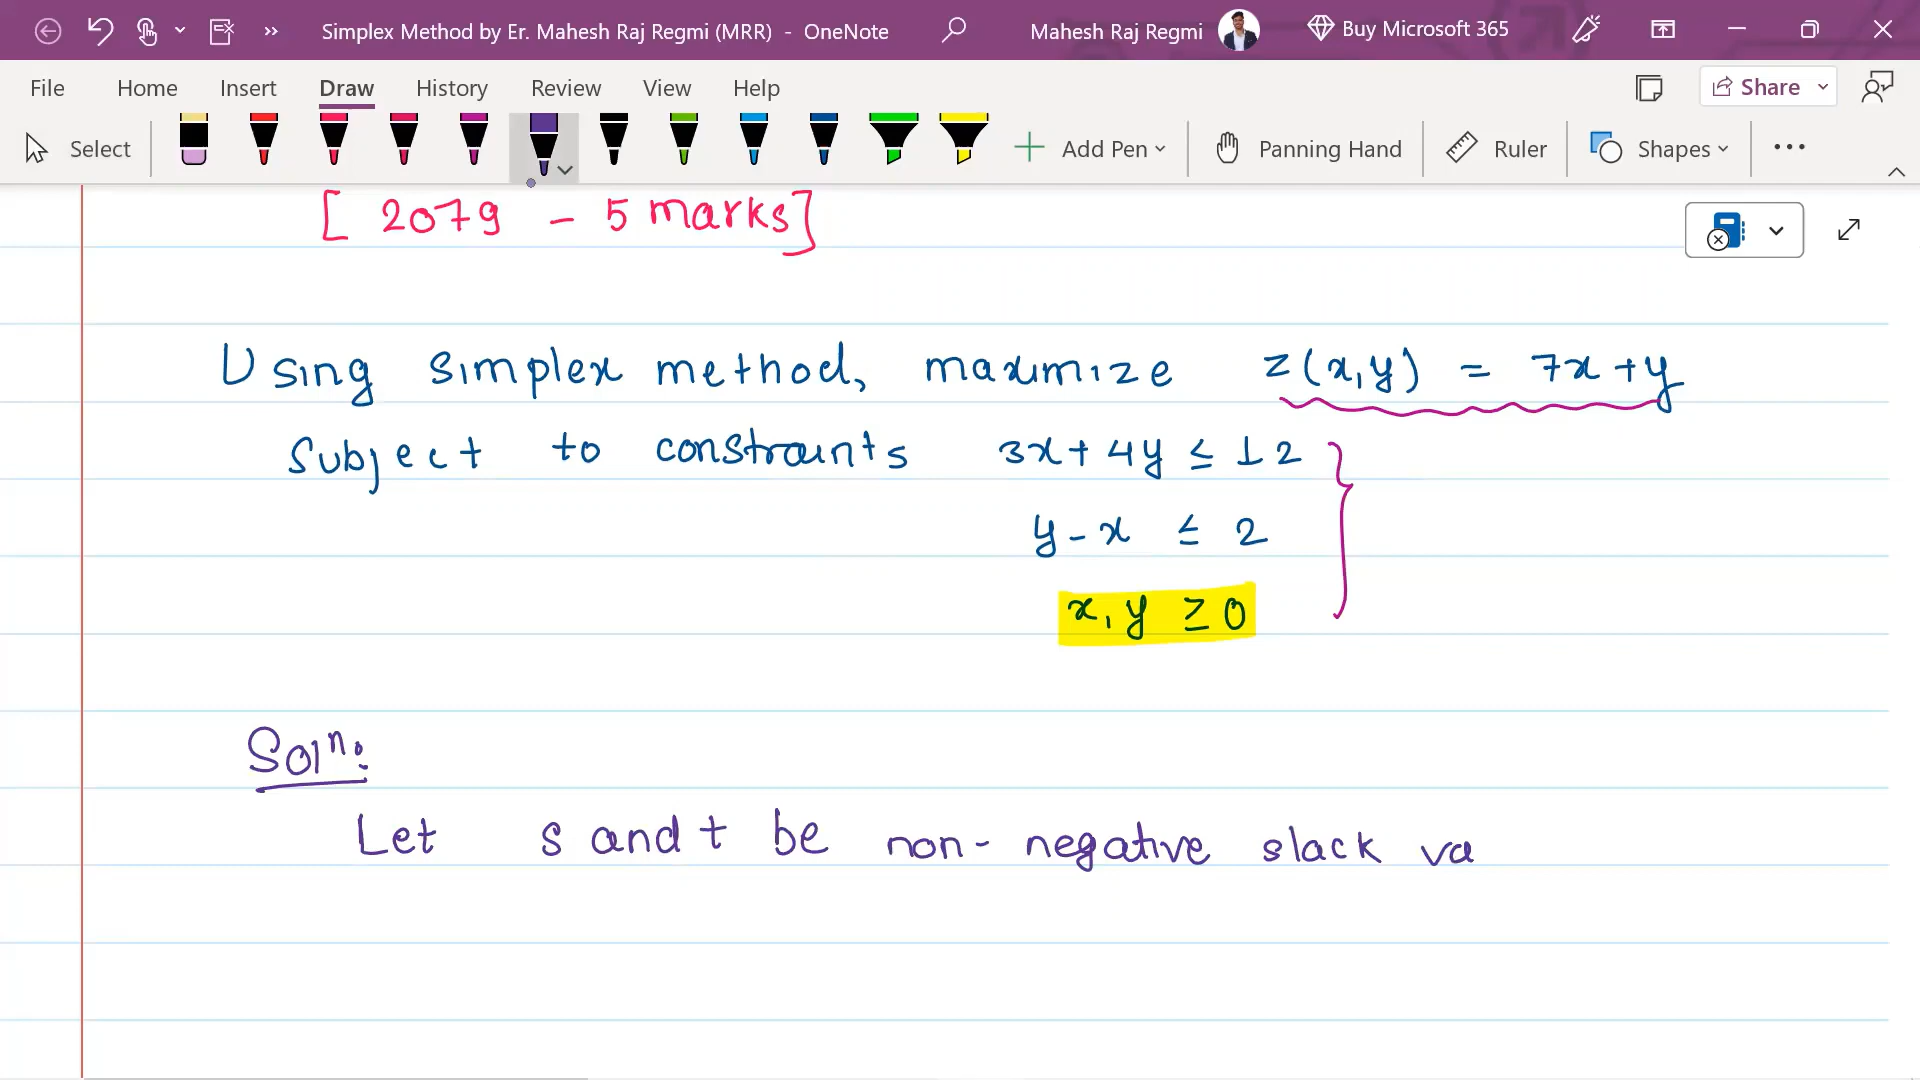 Simplex Method by Er. Mahesh Raj Regmi (MRR) - OneNote
Mahesh Raj Regmi
Buy Microsoft 365
File Home Insert Draw History Review View Help
Share
Select
Add Pen
Panning Hand
Ruler
Shapes
[ 2079 - 5 marks]
Using simplex method, maximize z(x,y) = 7x+y
Subject to constraints 3x+4y ≤ 12
y-x ≤ 2
x, y ≥ 0
Solⁿ:
Let s and t be non-negative slack va